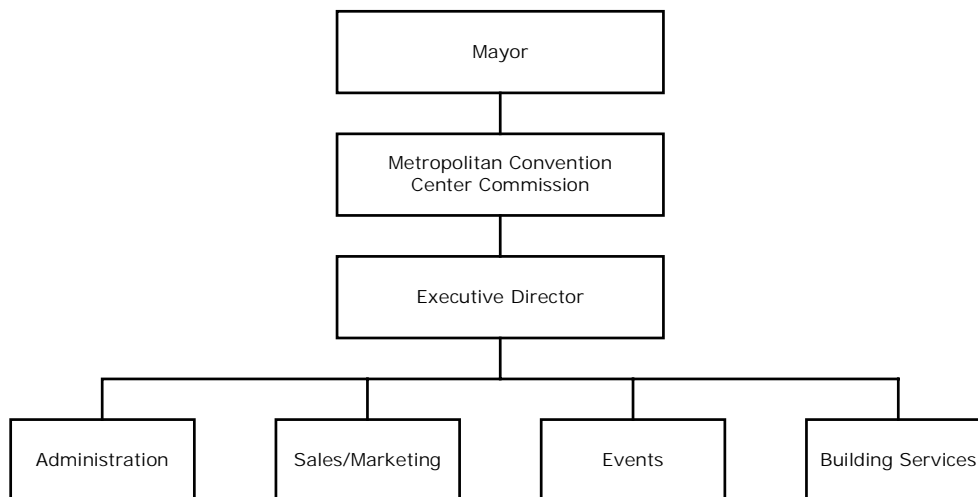 Mayor
Metropolitan Convention
Center Commission
Executive Director
Administration
Sales/Marketing
Events
Building Services